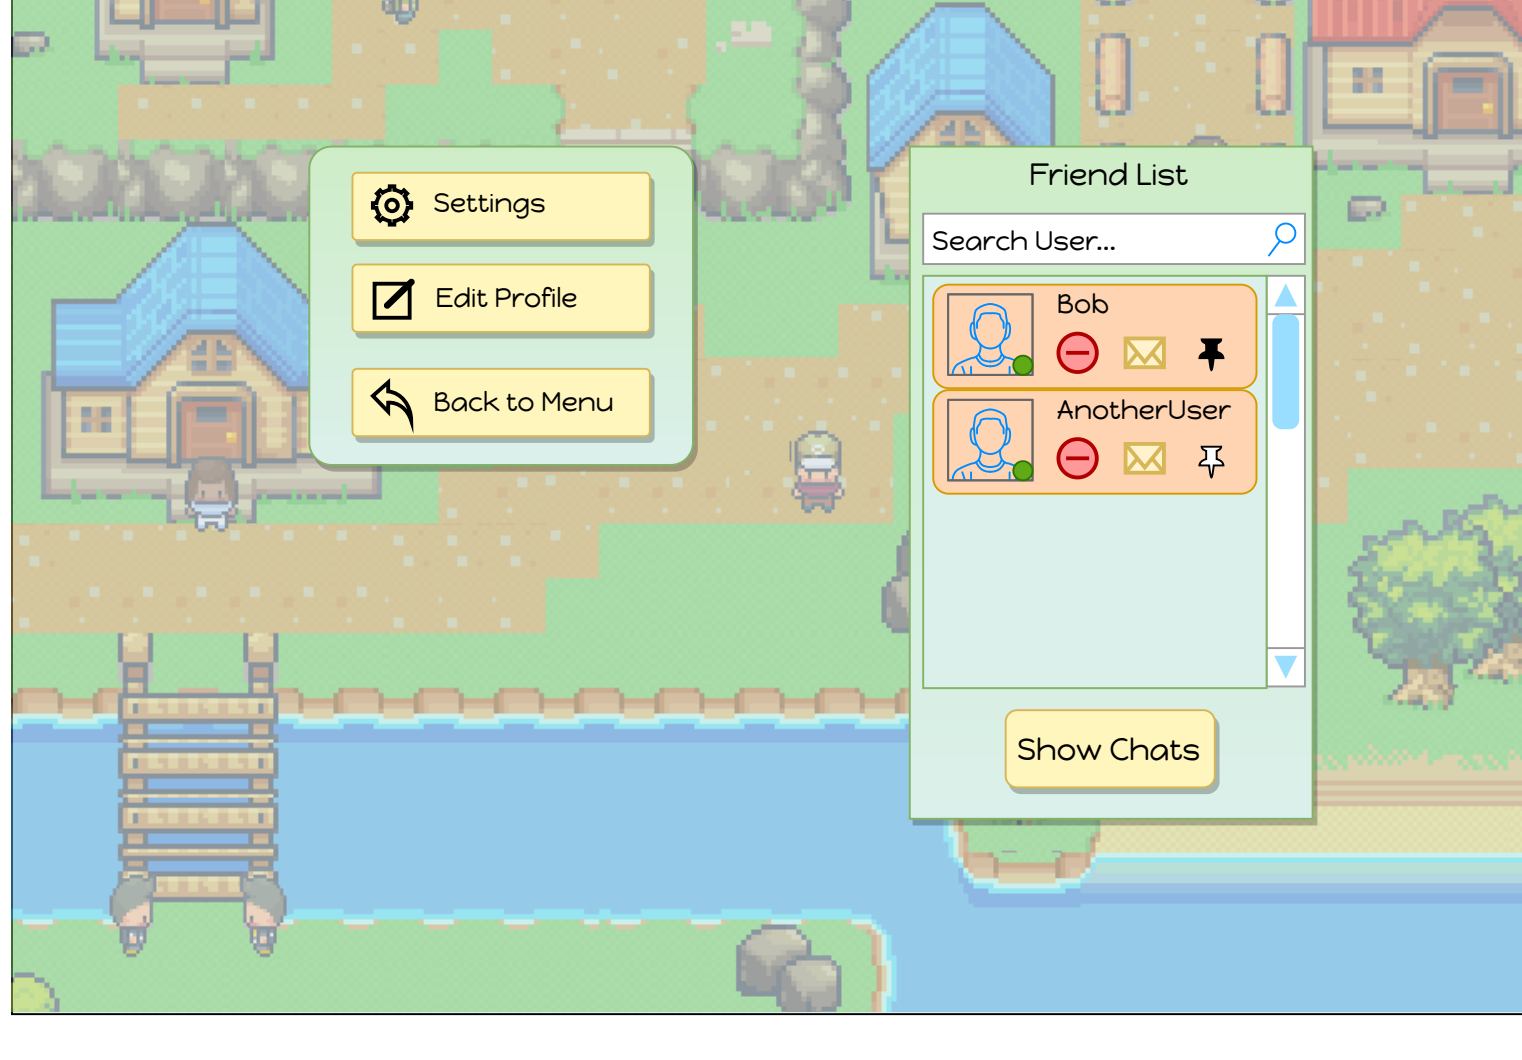 Settings
Edit Profile
Back to Menu
Friend List
Search User...
Bob
AnotherUser
Show Chats